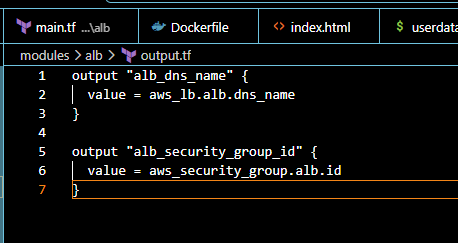 main.tf ...\alb Dockerfile index.html userdata
modules > alb > output.tf
1 output "alb_dns_name" {
2 value = aws_lb.alb.dns_name
3 }
4
5 output "alb_security_group_id" {
6 value = aws_security_group.alb.id
7 }